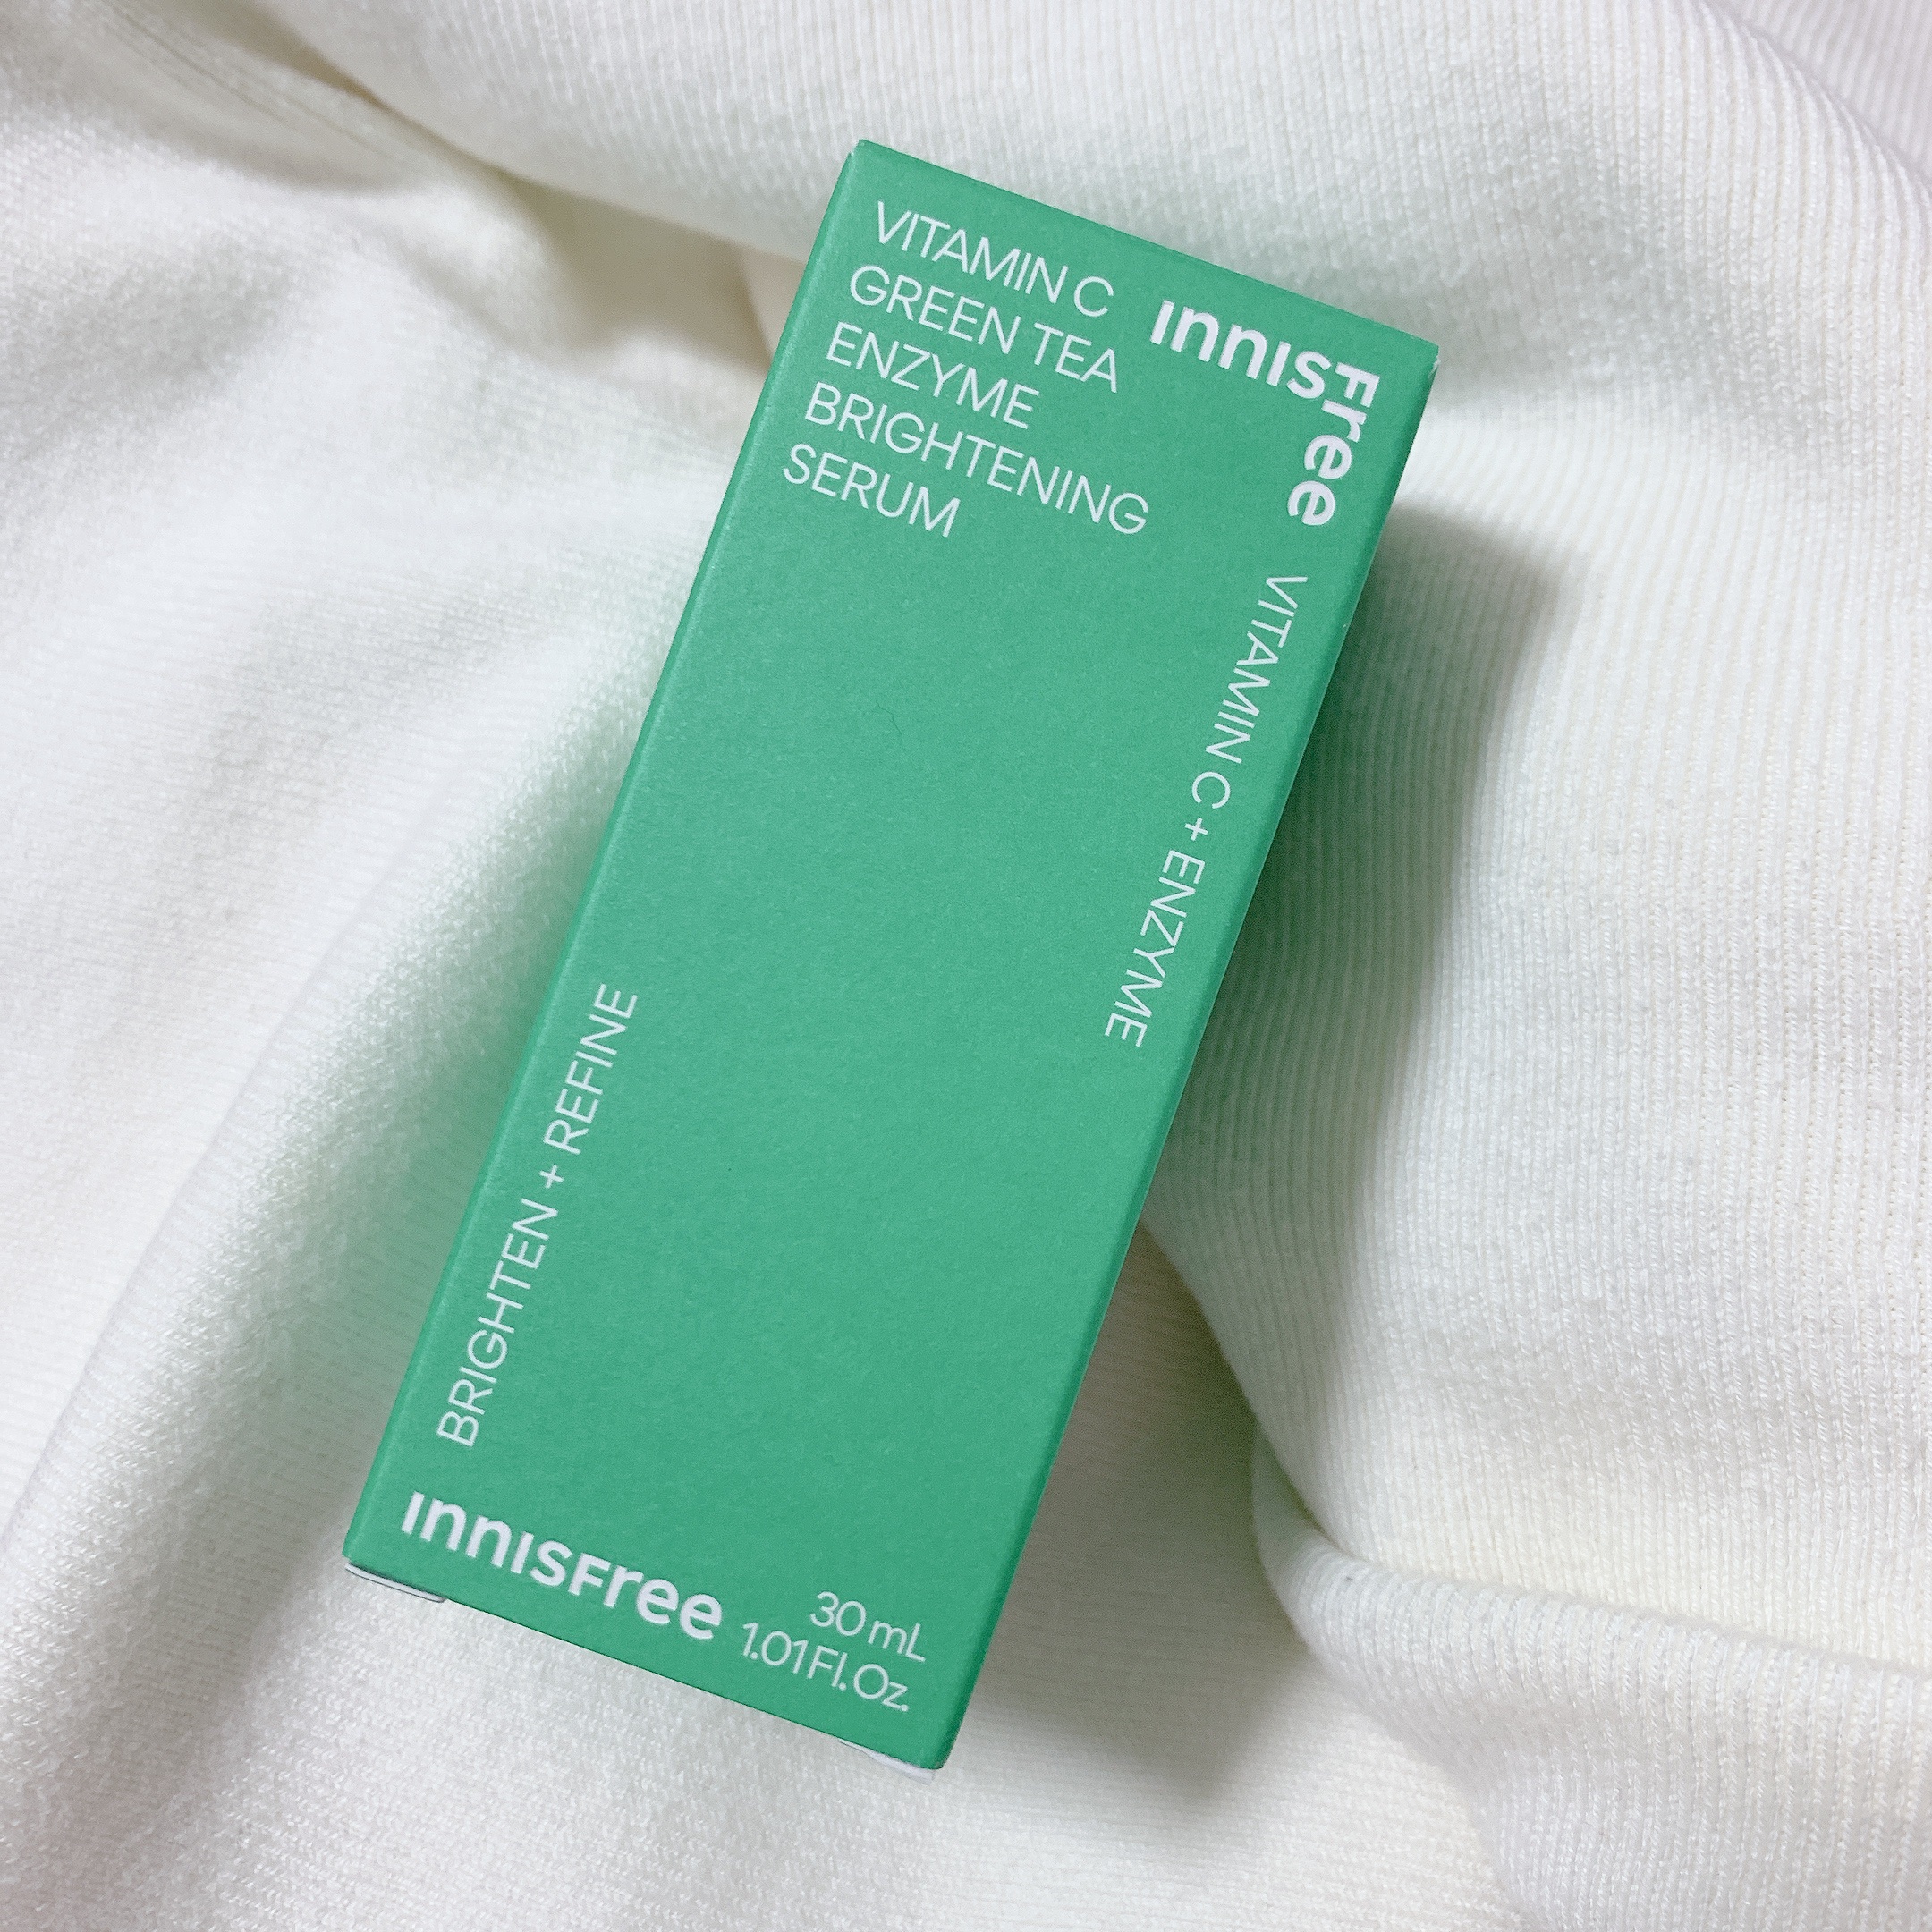 VITAMIN C
GREEN TEA
ENZYME
BRIGHTENING
SERUM
INNISFree
VITAMIN C + ENZYME
BRIGHTEN + REFINE
INNISFree
30 mL
1.01 Fl. Oz.